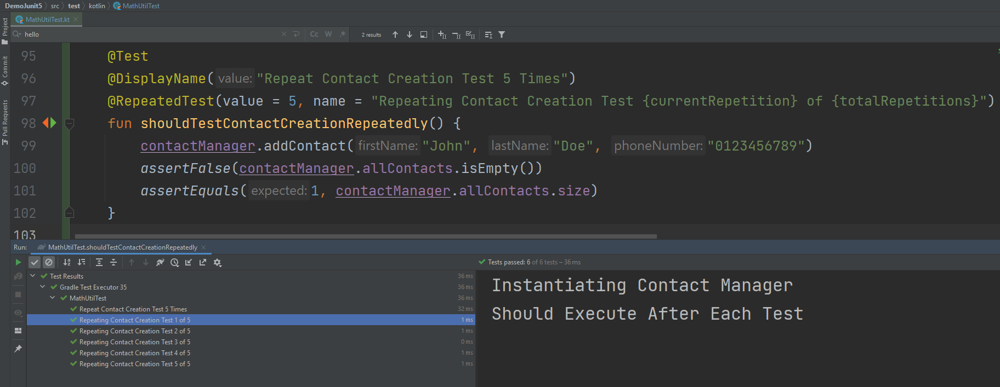 DemoJunit5 src test kotlin MathUtilTest
MathUtilTest.kt
hello Cc W .* 2 results
Project
Commit
Pull Requests
95 @Test
96 @DisplayName( value: "Repeat Contact Creation Test 5 Times")
97 @RepeatedTest(value = 5, name = "Repeating Contact Creation Test {currentRepetition} of {totalRepetitions}")
98 fun shouldTestContactCreationRepeatedly() {
99 contactManager.addContact( firstName: "John", lastName: "Doe", phoneNumber: "0123456789")
100 assertFalse(contactManager.allContacts.isEmpty())
101 assertEquals( expected: 1, contactManager.allContacts.size)
102 }
103
Run: MathUtilTest.shouldTestContactCreationRepeatedly
Tests passed: 6 of 6 tests – 36 ms
Test Results 36 ms
Gradle Test Executor 35 36 ms
MathUtilTest 36 ms
Repeat Contact Creation Test 5 Times 32 ms
Repeating Contact Creation Test 1 of 5 1 ms
Repeating Contact Creation Test 2 of 5 1 ms
Repeating Contact Creation Test 3 of 5 0 ms
Repeating Contact Creation Test 4 of 5 1 ms
Repeating Contact Creation Test 5 of 5 1 ms
Instantiating Contact Manager
Should Execute After Each Test